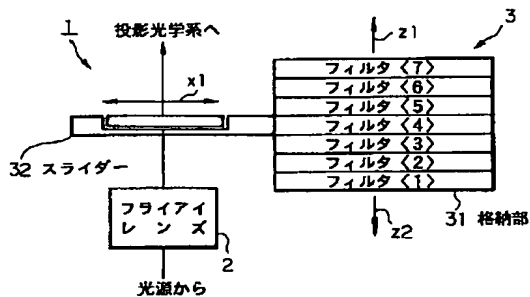 1
投影光学系へ
z1
3
x1
フィルタ〈7〉
フィルタ〈6〉
フィルタ〈5〉
フィルタ〈4〉
フィルタ〈3〉
フィルタ〈2〉
フィルタ〈1〉
32 スライダー
31 格納部
フライアイ
レンズ
2
z2
光源から